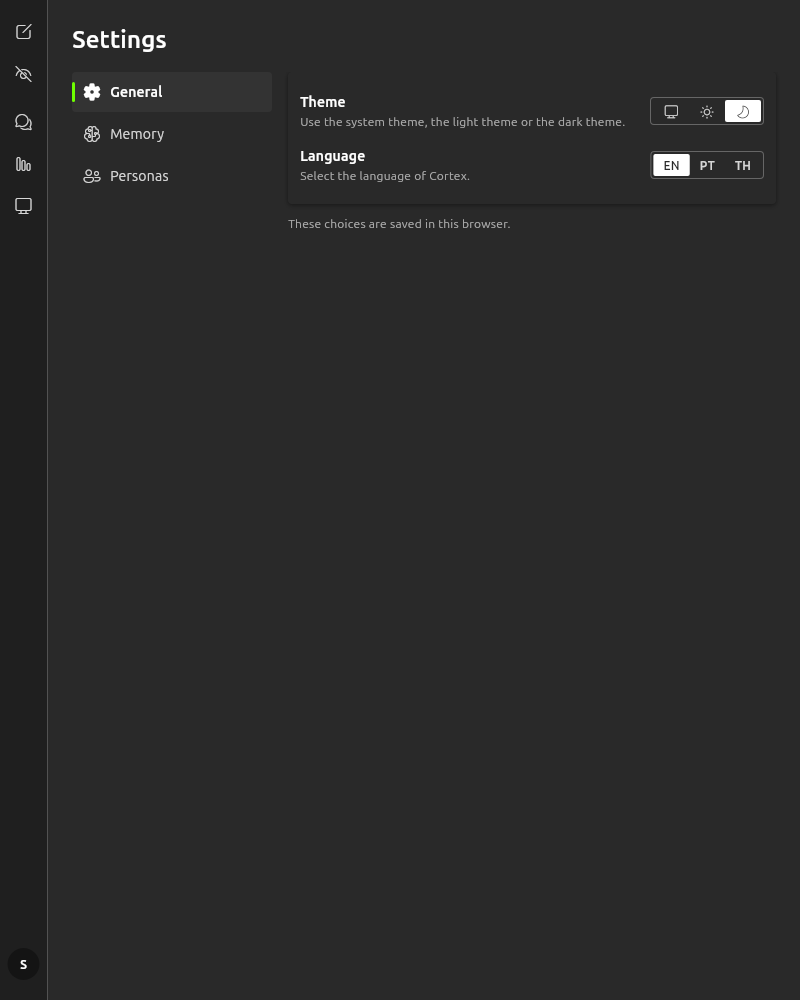 Settings
General
Memory
Personas
Theme
Use the system theme, the light theme or the dark theme.
Language
Select the language of Cortex.
EN PT TH
These choices are saved in this browser.
S